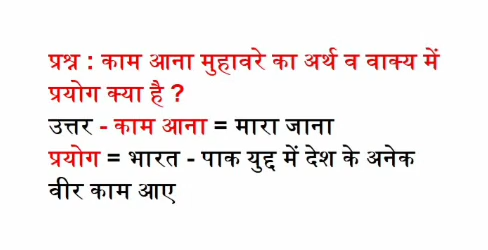 प्रश्न : काम आना मुहावरे का अर्थ व वाक्य में
प्रयोग क्या है ?
उत्तर - काम आना = मारा जाना
प्रयोग = भारत - पाक युद्द में देश के अनेक
वीर काम आए